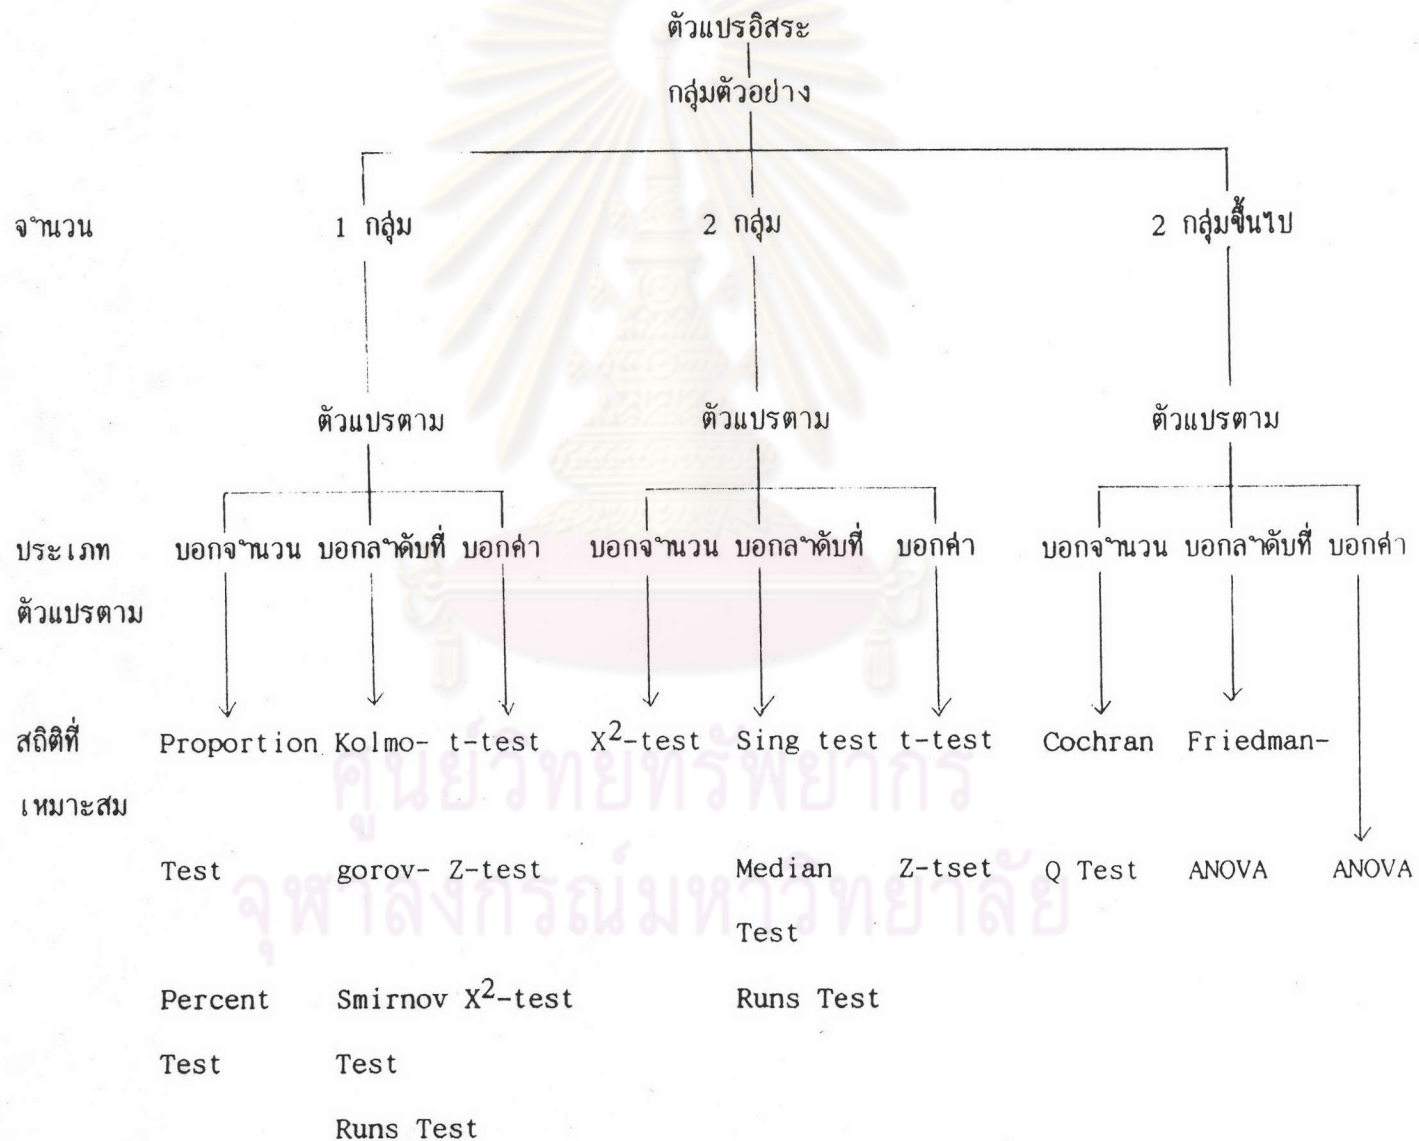 ตัวแปรอิสระ
กลุ่มตัวอย่าง
จำนวน 1 กลุ่ม 2 กลุ่ม 2 กลุ่มขึ้นไป
ตัวแปรตาม ตัวแปรตาม ตัวแปรตาม
ประเภท บอกจำนวน บอกลำดับที่ บอกค่า บอกจำนวน บอกลำดับที่ บอกค่า บอกจำนวน บอกลำดับที่ บอกค่า
ตัวแปรตาม
สถิติที่ Proportion Kolmo- t-test X²-test Sing test t-test Cochran Friedman-
เหมาะสม
Test gorov- Z-test Median Z-tset Q Test ANOVA ANOVA
Test
Percent Smirnov X²-test Runs Test
Test Test
Runs Test
ศูนย์วิทยทรัพยากร
จุฬาลงกรณ์มหาวิทยาลัย